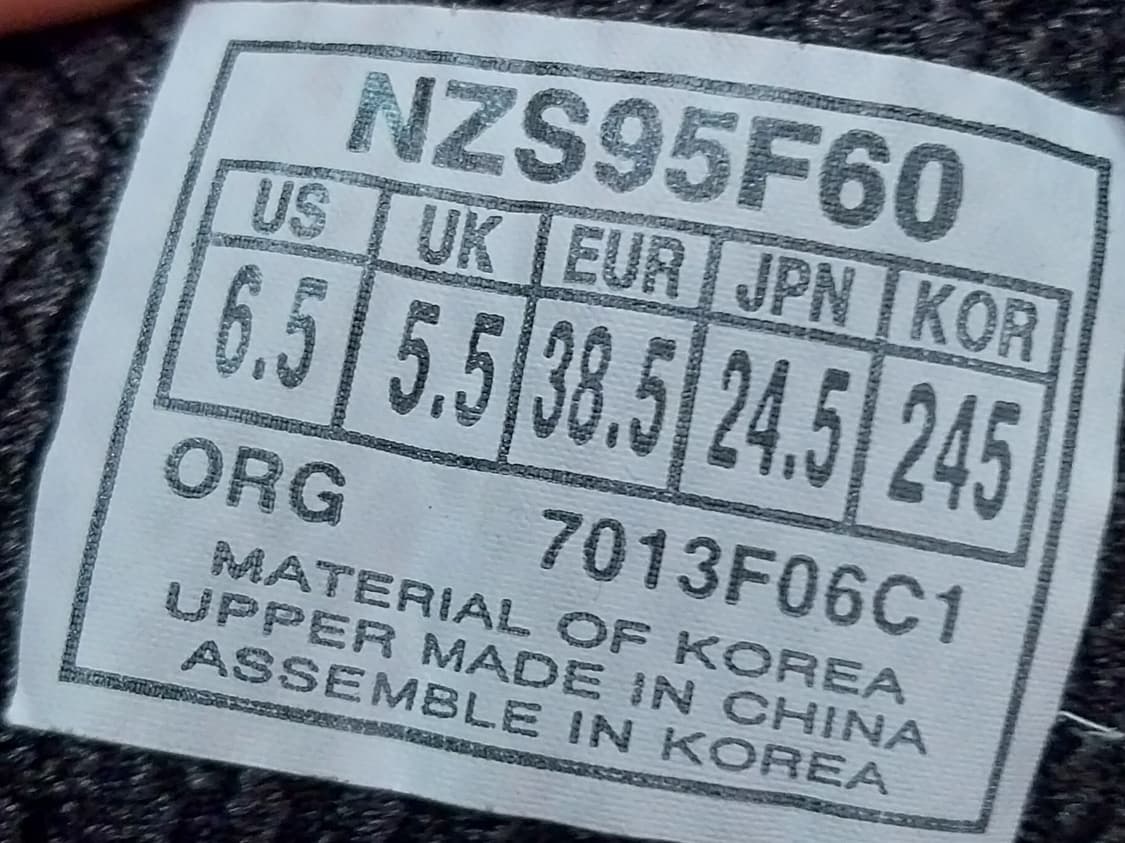 NZS95F60
US UK EUR JPN KOR
6.5 5.5 38.5 24.5 245
ORG 7013F06C1
MATERIAL OF KOREA
UPPER MADE IN CHINA
ASSEMBLE IN KOREA